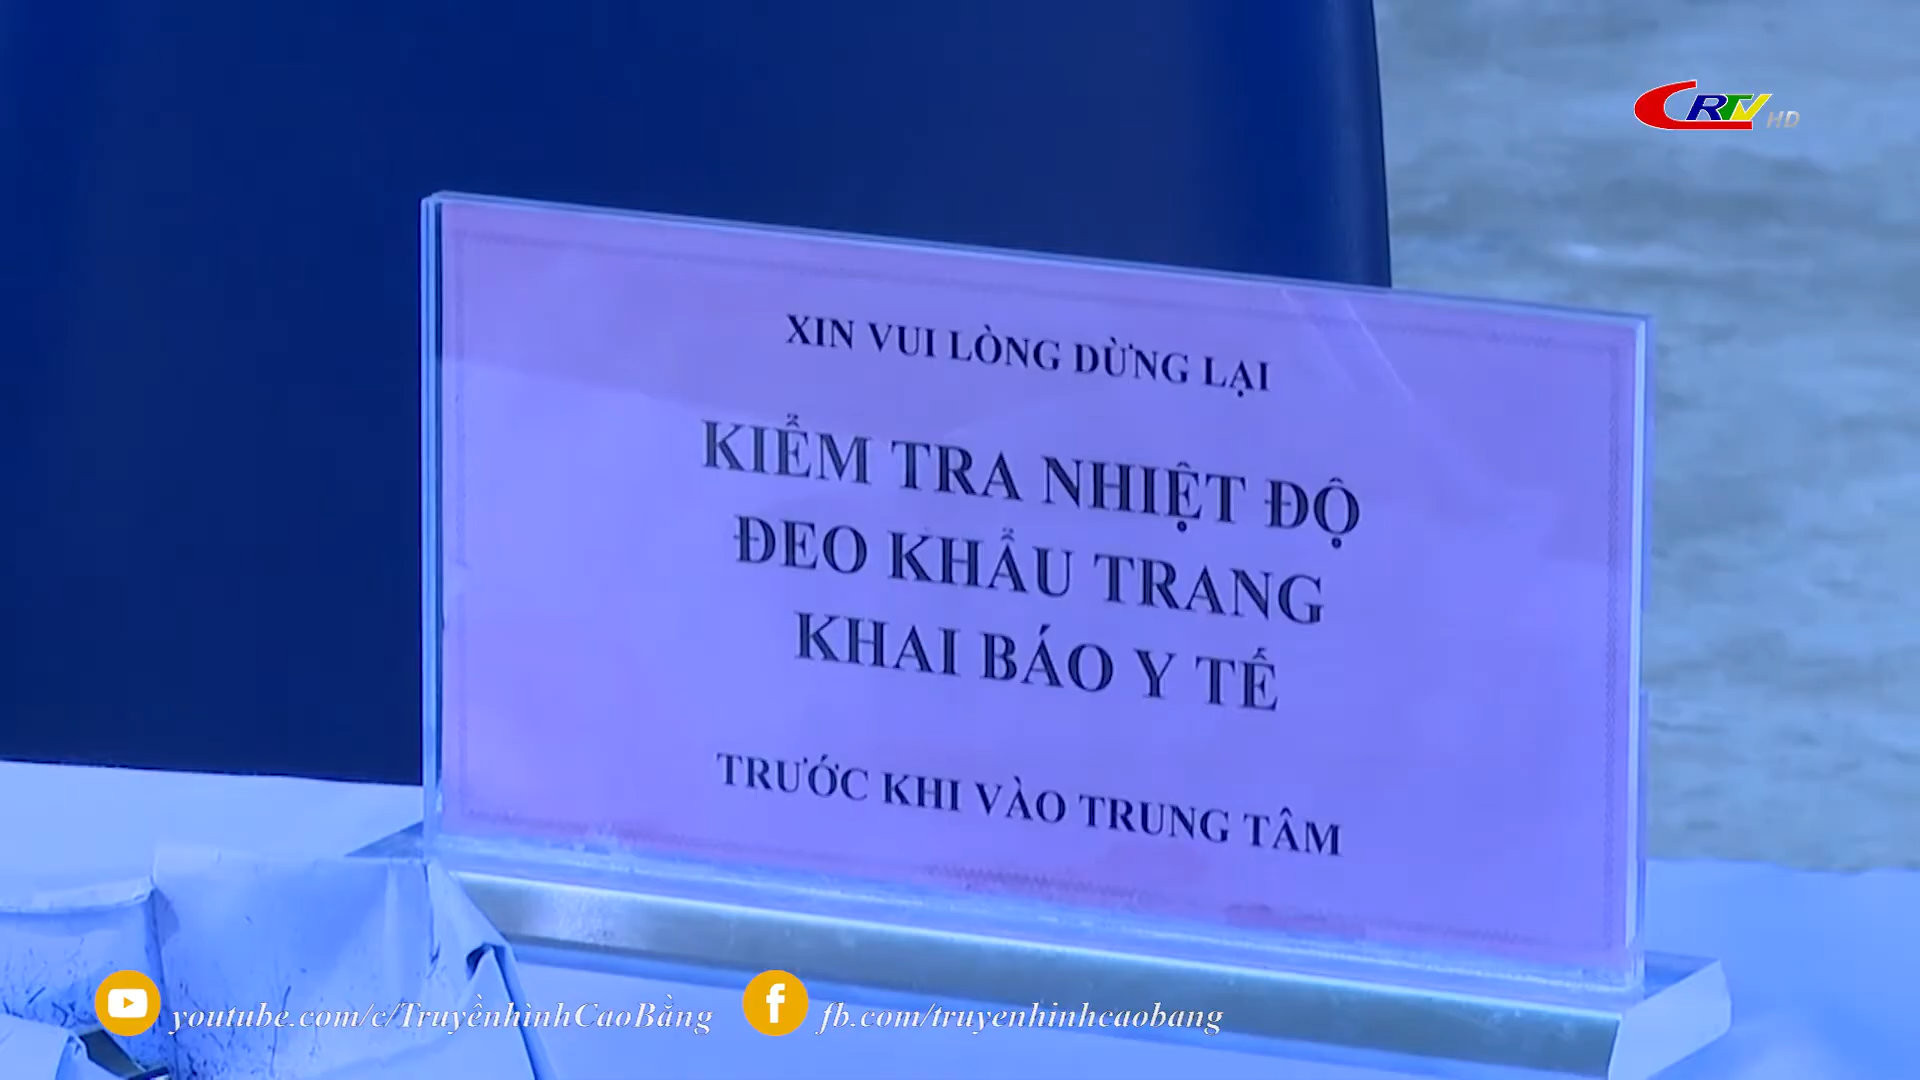 CRTV HD
XIN VUI LÒNG DỪNG LẠI
KIỂM TRA NHIỆT ĐỘ
ĐEO KHẨU TRANG
KHAI BÁO Y TẾ
TRƯỚC KHI VÀO TRUNG TÂM
youtube.com/c/TruyềnhìnhCaoBằng fb.com/truyenhinhcaobang